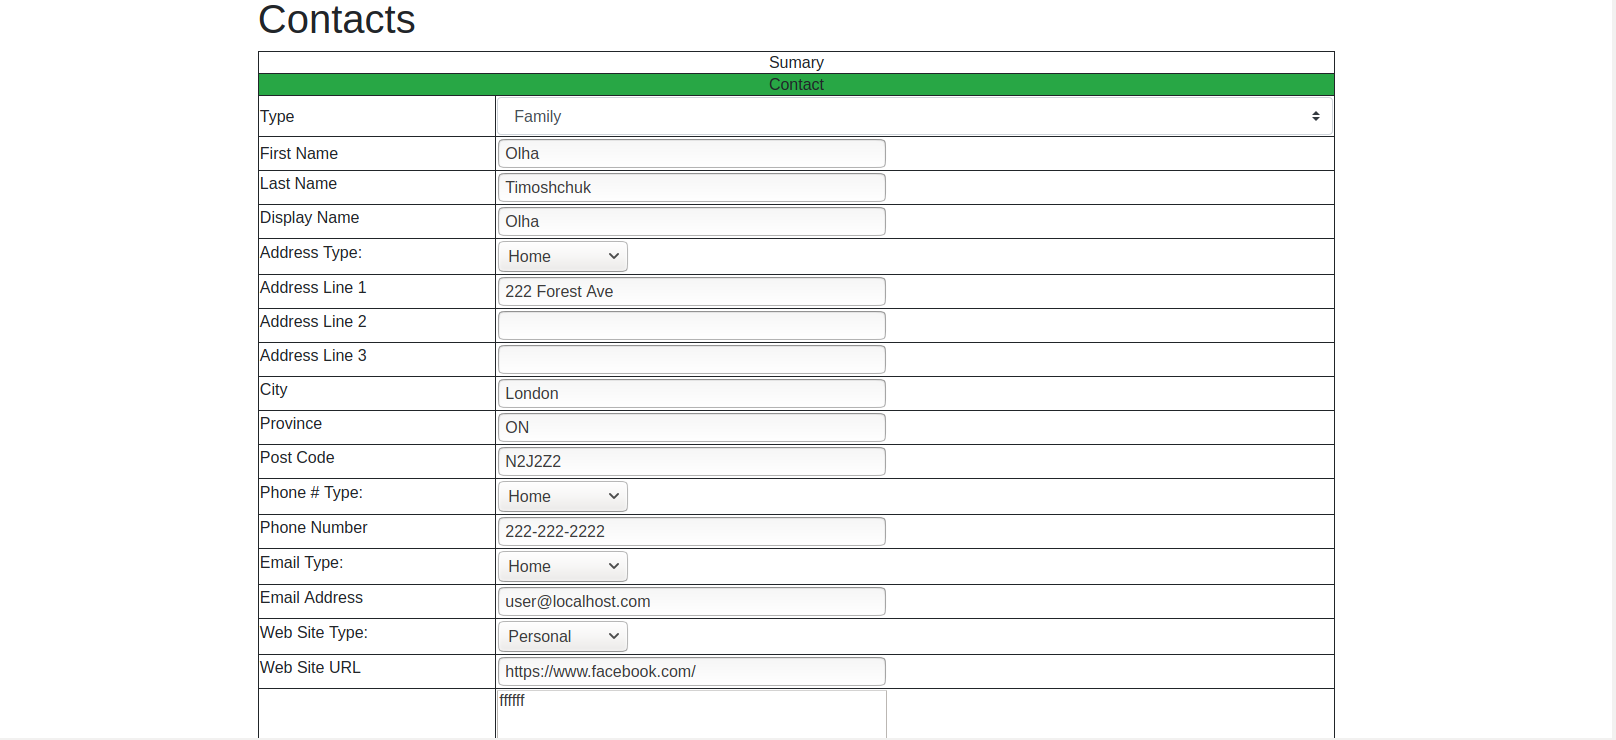 Contacts
Sumary
Contact
Type Family
First Name Olha
Last Name Timoshchuk
Display Name Olha
Address Type: Home
Address Line 1 222 Forest Ave
Address Line 2
Address Line 3
City London
Province ON
Post Code N2J2Z2
Phone # Type: Home
Phone Number 222-222-2222
Email Type: Home
Email Address user@localhost.com
Web Site Type: Personal
Web Site URL https://www.facebook.com/
ffffff